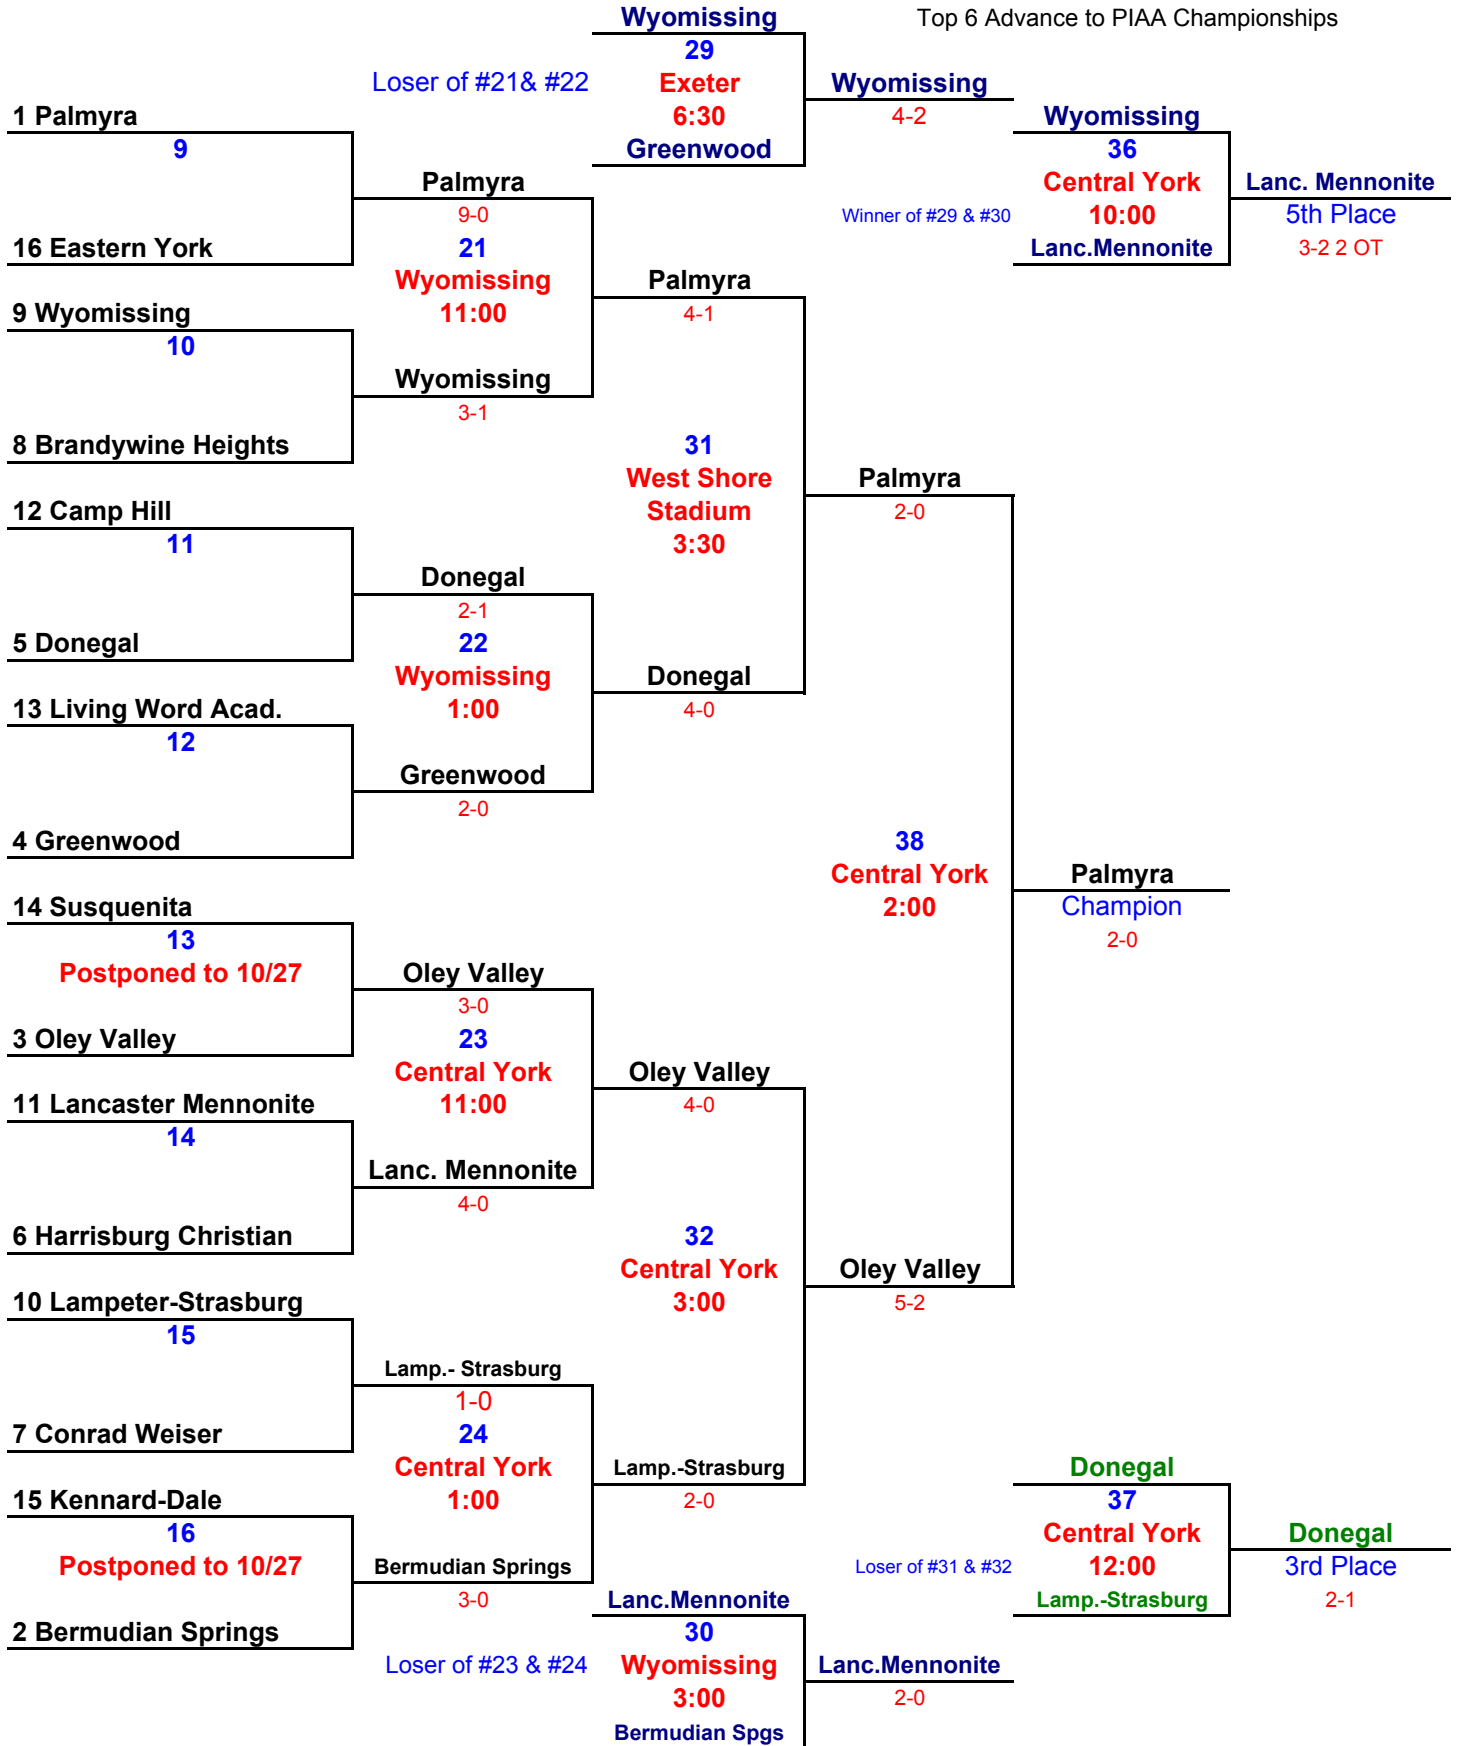 Wyomissing
Top 6 Advance to PIAA Championships
29
Loser of #21& #22
Exeter
Wyomissing
6:30
4-2
1 Palmyra
Wyomissing
9
Greenwood
36
Palmyra
Central York
Lanc. Mennonite
9-0
Winner of #29 & #30
10:00
5th Place
16 Eastern York
21
Lanc.Mennonite
3-2 2 OT
Wyomissing
Palmyra
9 Wyomissing
11:00
4-1
10
Wyomissing
3-1
8 Brandywine Heights
31
West Shore
Palmyra
12 Camp Hill
Stadium
2-0
11
3:30
Donegal
2-1
5 Donegal
22
Wyomissing
Donegal
13 Living Word Acad.
1:00
4-0
12
Greenwood
2-0
4 Greenwood
38
Central York
Palmyra
14 Susquenita
2:00
Champion
13
2-0
Postponed to 10/27
Oley Valley
3-0
3 Oley Valley
23
Central York
Oley Valley
11 Lancaster Mennonite
11:00
4-0
14
Lanc. Mennonite
4-0
6 Harrisburg Christian
32
Central York
Oley Valley
10 Lampeter-Strasburg
3:00
5-2
15
Lamp.- Strasburg
1-0
7 Conrad Weiser
24
Central York
Lamp.-Strasburg
Donegal
15 Kennard-Dale
1:00
2-0
37
16
Central York
Donegal
Postponed to 10/27
Bermudian Springs
Loser of #31 & #32
12:00
3rd Place
3-0
Lanc.Mennonite
Lamp.-Strasburg
2-1
2 Bermudian Springs
30
Loser of #23 & #24
Wyomissing
Lanc.Mennonite
3:00
2-0
Bermudian Spgs